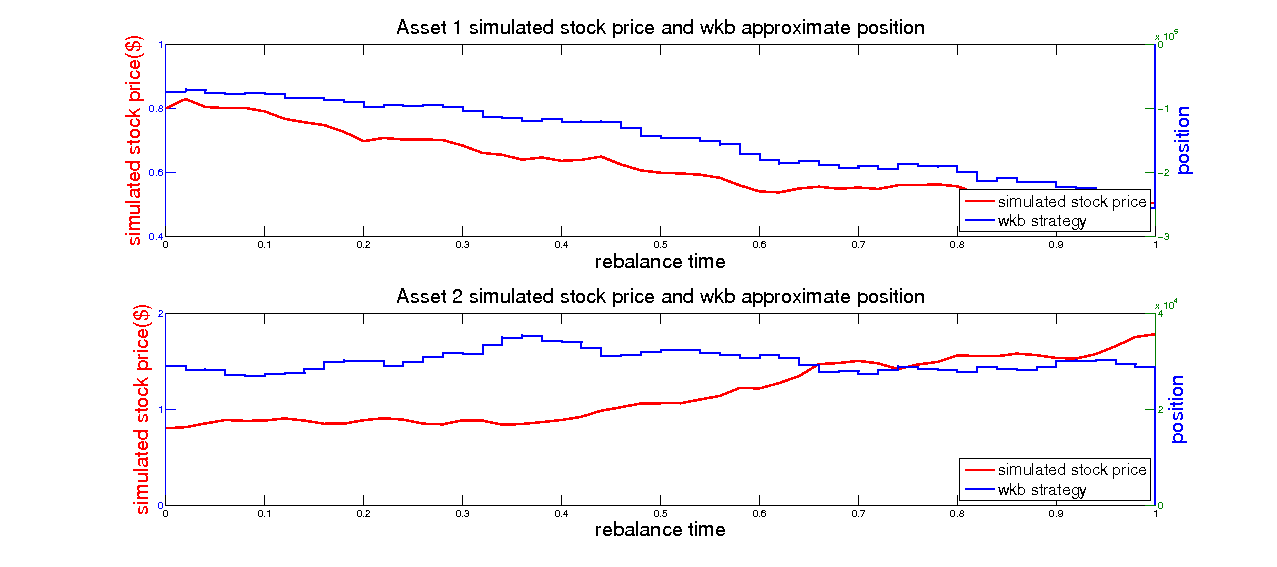 Asset 1 simulated stock price and wkb approximate position
x 10^5
1
0.8
0.6
0.4
simulated stock price($)
0
-1
-2
-3
position
simulated stock price
wkb strategy
0 0.1 0.2 0.3 0.4 0.5 0.6 0.7 0.8 0.9 1
rebalance time
Asset 2 simulated stock price and wkb approximate position
x 10^4
2
1
0
simulated stock price($)
4
2
0
position
simulated stock price
wkb strategy
0 0.1 0.2 0.3 0.4 0.5 0.6 0.7 0.8 0.9 1
rebalance time